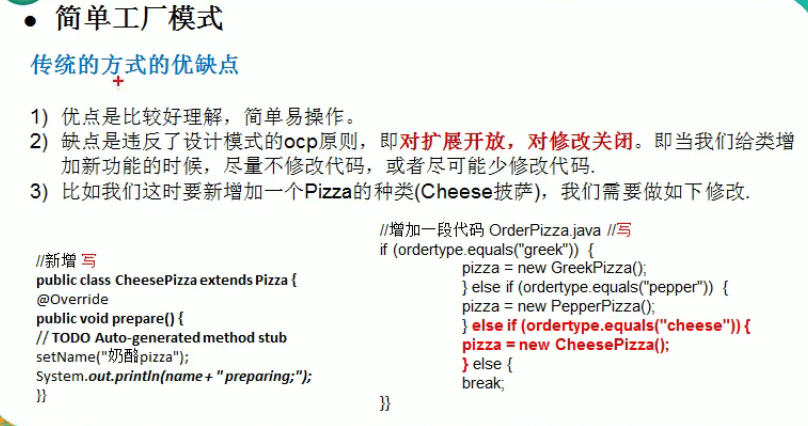 ● 简单工厂模式
传统的方式的优缺点
1) 优点是比较好理解，简单易操作。
2) 缺点是违反了设计模式的ocp原则，即对扩展开放，对修改关闭。即当我们给类增
加新功能的时候，尽量不修改代码，或者尽可能少修改代码.
3) 比如我们这时要新增加一个Pizza的种类(Cheese披萨)，我们需要做如下修改.
//新增 写
public class CheesePizza extends Pizza {
@Override
public void prepare() {
// TODO Auto-generated method stub
setName("奶酪pizza");
System.out.println(name + " preparing;");
}}
//增加一段代码 OrderPizza.java //写
if (ordertype.equals("greek")) {
pizza = new GreekPizza();
} else if (ordertype.equals("pepper")) {
pizza = new PepperPizza();
} else if (ordertype.equals("cheese")) {
pizza = new CheesePizza();
} else {
break;
}}